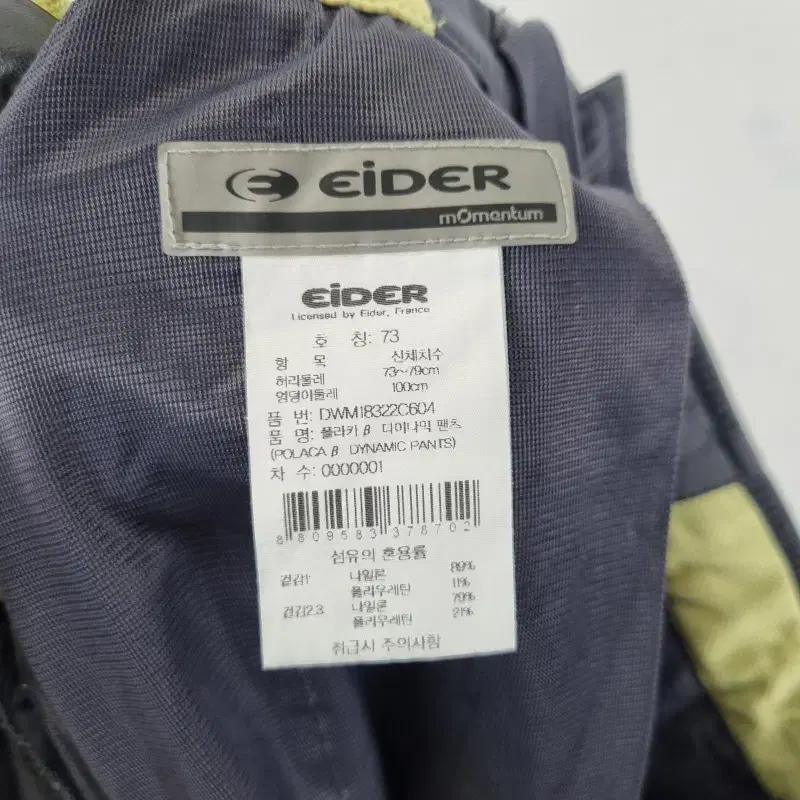 EiDER
mOmentum
EiDER
Licensed by Eider, France
호 칭: 73
항 목 신체치수
허리둘레 73~79cm
엉덩이둘레 100cm
품 번: DWM18322C604
품 명: 폴라카 β 다이나믹 팬츠
(POLACA β DYNAMIC PANTS)
차 수: 0000001
8 809583 378702
섬유의 혼용률
겉감1 나일론 89%
폴리우레탄 11%
겉감2.3 나일론 79%
폴리우레탄 21%
취급시 주의사항